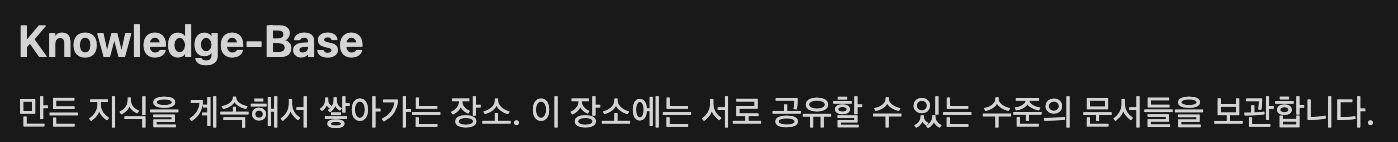 Knowledge-Base
만든 지식을 계속해서 쌓아가는 장소. 이 장소에는 서로 공유할 수 있는 수준의 문서들을 보관합니다.